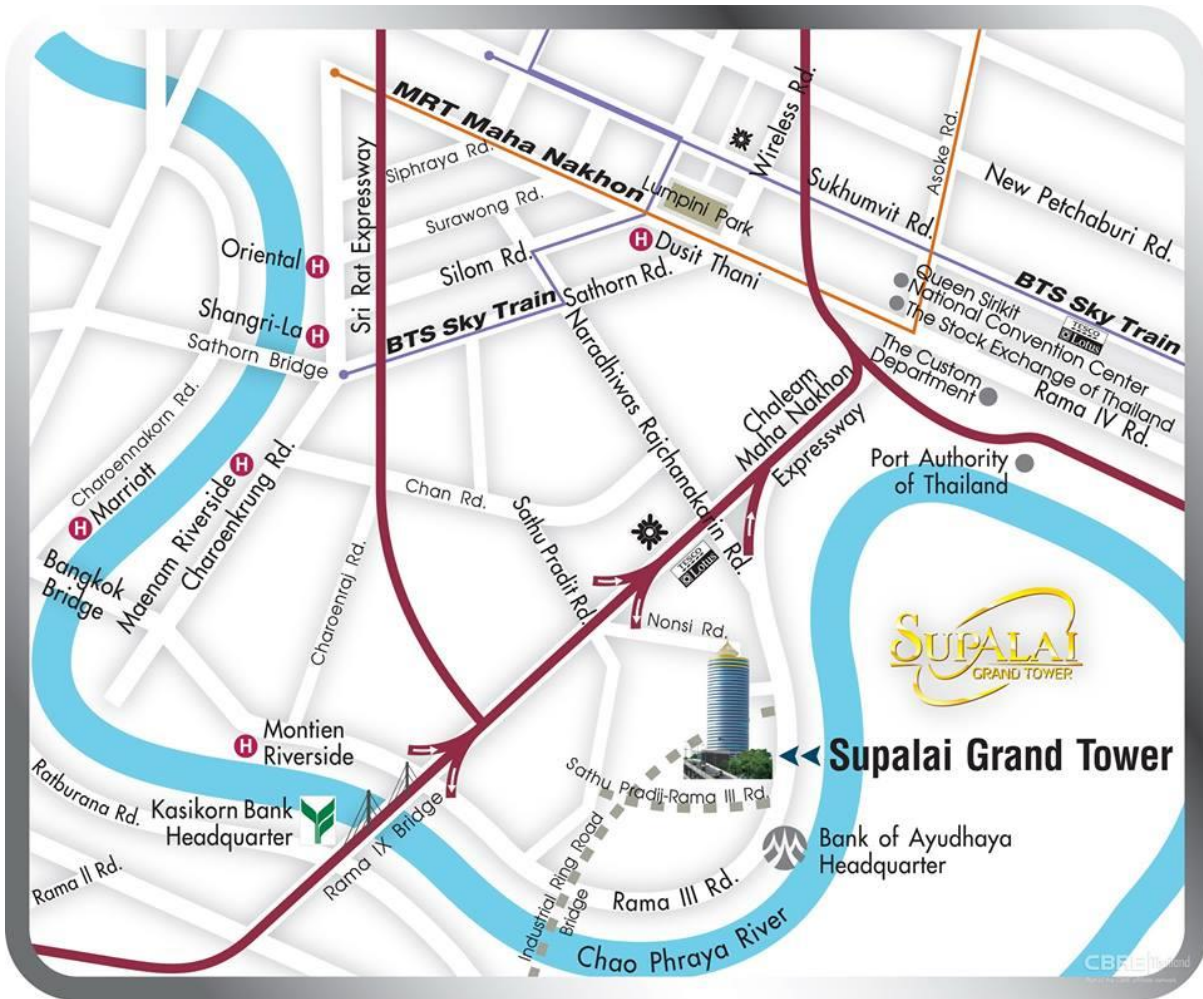 MRT Maha Nakhon
Sri Rat Expressway
Siphraya Rd.
Surawong Rd.
Silom Rd.
BTS Sky Train
Sathorn Rd.
Wireless Rd.
Lumpini Park
H Dusit Thani
Sukhumvit Rd.
Asoke Rd.
New Petchaburi Rd.
BTS Sky Train
Oriental H
Shangri-La H
Sathorn Bridge
Queen Sirikit
National Convention Center
The Stock Exchange of Thailand
TESCO
Lotus
Rama IV Rd.
The Custom
Department
Port Authority
of Thailand
Naradhiwas Rajchanakarin Rd.
Chaleam
Maha Nakhon
Expressway
Charoennakorn Rd.
H Marriott
Maenam Riverside H
Charoenkrung Rd.
Bangkok
Bridge
Chan Rd.
Sathu Pradit Rd.
Charoenraj Rd.
TESCO
Lotus
Nonsi Rd.
SUPALAI
GRAND TOWER
Supalai Grand Tower
H Montien
Riverside
Ratburana Rd.
Kasikorn Bank
Headquarter
Rama II Rd.
Rama IX Bridge
Sathu Pradij-Rama III Rd.
Industrial Ring Road
Bridge
Rama III Rd.
Bank of Ayudhaya
Headquarter
Chao Phraya River
CBRE Thailand